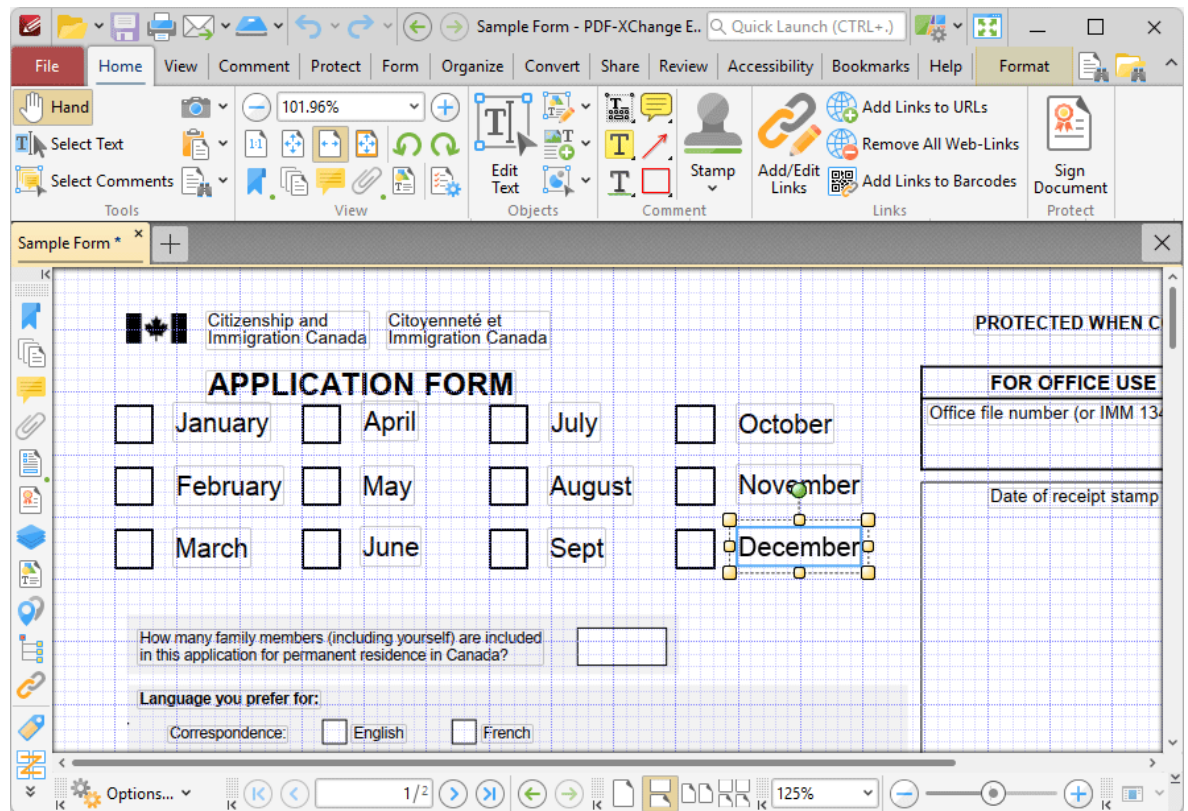 Sample Form - PDF-XChange E.. Quick Launch (CTRL+.)
File Home View Comment Protect Form Organize Convert Share Review Accessibility Bookmarks Help Format
Hand 101.96% Add Links to URLs
1:1
Select Text Remove All Web-Links
Edit Text Stamp Add/Edit Links Sign Document
Select Comments Add Links to Barcodes
Tools View Objects Comment Links Protect
Sample Form *
Citizenship and Citoyenneté et PROTECTED WHEN C
Immigration Canada Immigration Canada
APPLICATION FORM FOR OFFICE USE
January April July October Office file number (or IMM 134
February May August November
Date of receipt stamp
March June Sept December
How many family members (including yourself) are included
in this application for permanent residence in Canada?
Language you prefer for:
Correspondence: English French
Options... 1/2 125%